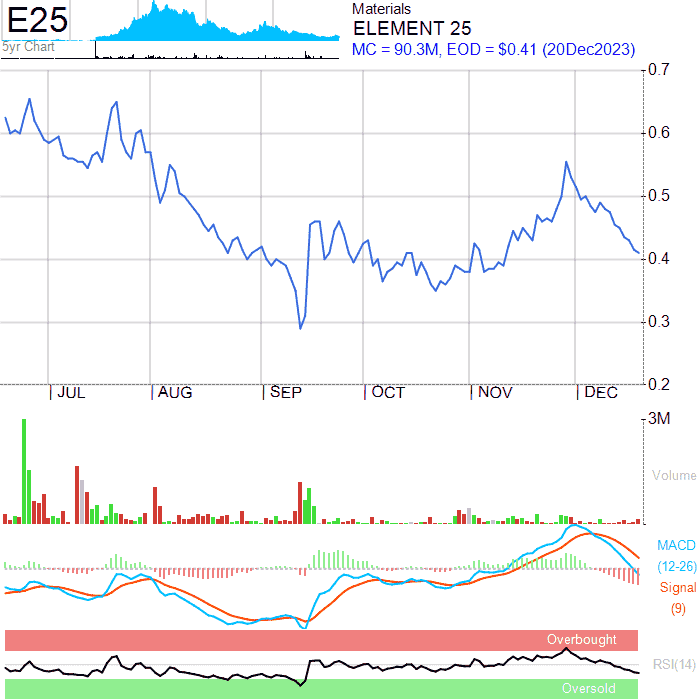 E25
5yr Chart
Materials
ELEMENT 25
MC = 90.3M, EOD = $0.41 (20Dec2023)
0.7
0.6
0.5
0.4
0.3
0.2
JUL AUG SEP OCT NOV DEC
3M
Volume
MACD
(12-26)
Signal
(9)
Overbought
RSI(14)
Oversold